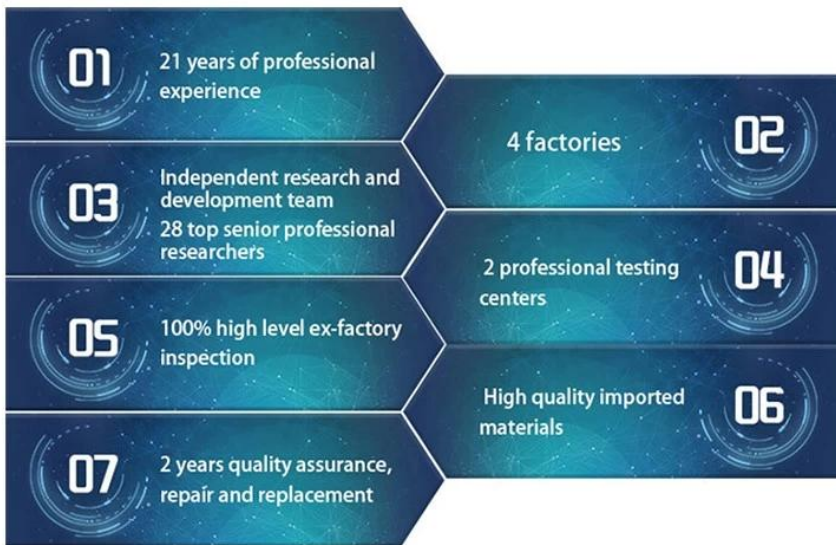 01
21 years of professional
experience
02
4 factories
03
Independent research and
development team
28 top senior professional
researchers
04
2 professional testing
centers
05
100% high level ex-factory
inspection
06
High quality imported
materials
07
2 years quality assurance,
repair and replacement